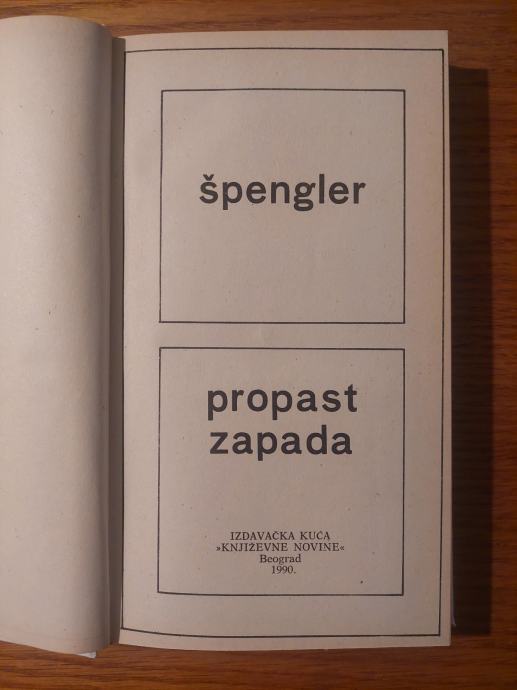 špengler
propast
zapada
IZDAVAČKA KUĆA
»KNJIŽEVNE NOVINE«
Beograd
1990.